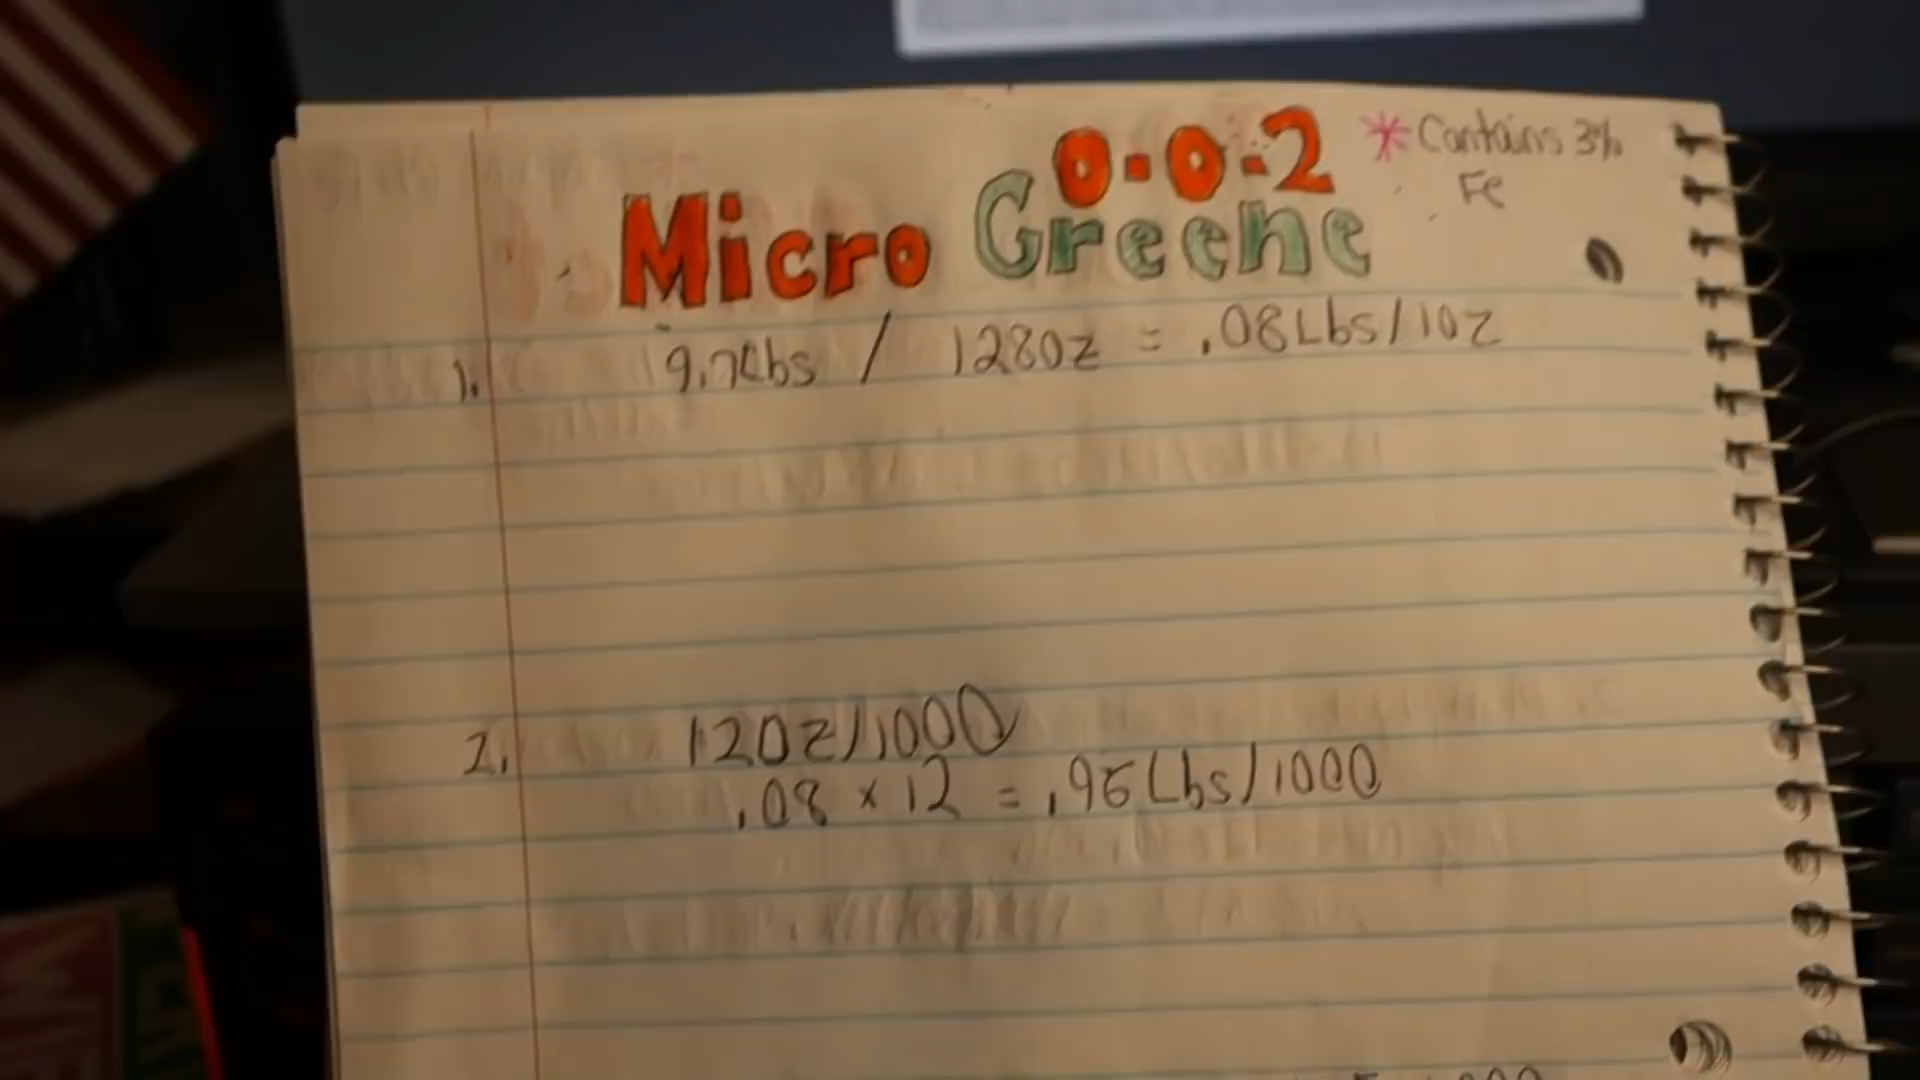 0-0-2
* Contains 3%
Fe
Micro Greene
1. 9.7Lbs / 128oz = .08Lbs/1oz
2. 12oz/1000
.08 x 12 = .96Lbs/1000